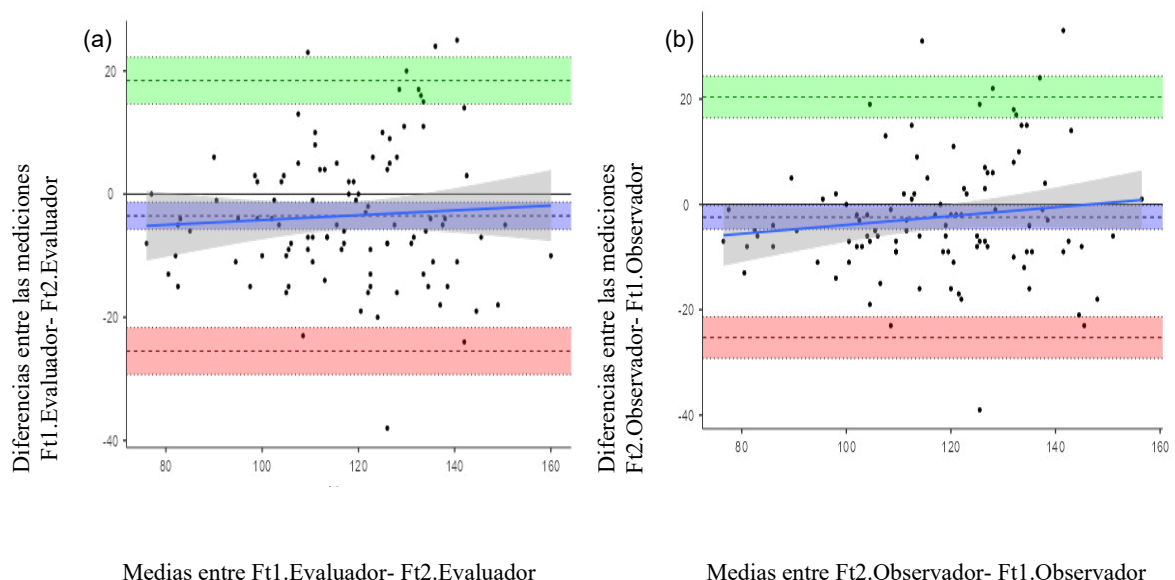 (a)
20
0
-20
-40
80
100
120
140
160
Diferencias entre las mediciones
Ft1.Evaluador- Ft2.Evaluador
Medias entre Ft1.Evaluador- Ft2.Evaluador
(b)
20
0
-20
-40
80
100
120
140
160
Diferencias entre las mediciones
Ft2.Observador- Ft1.Observador
Medias entre Ft2.Observador- Ft1.Observador